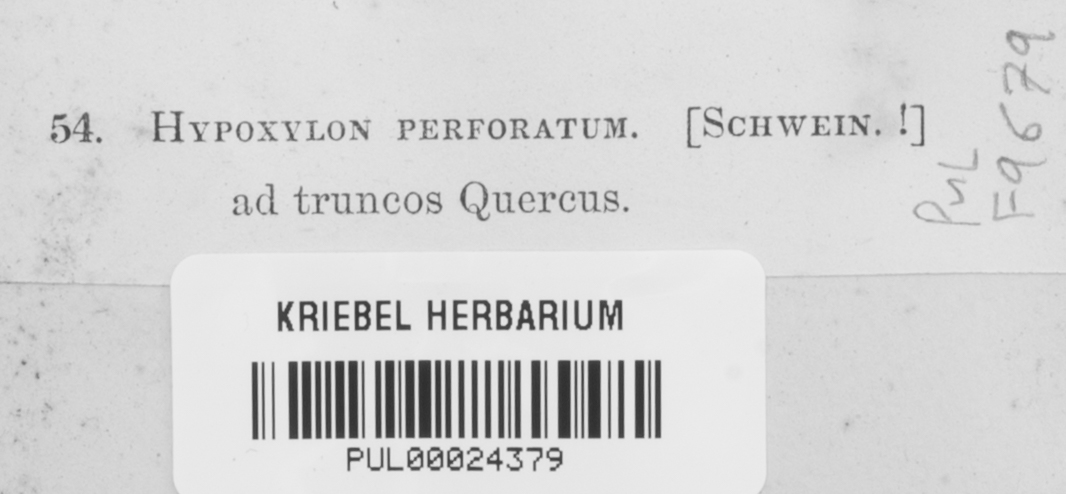 54. HYPOXYLON PERFORATUM. [SCHWEIN. !]
ad truncos Quercus.
PUL
F9679
KRIEBEL HERBARIUM
PUL00024379